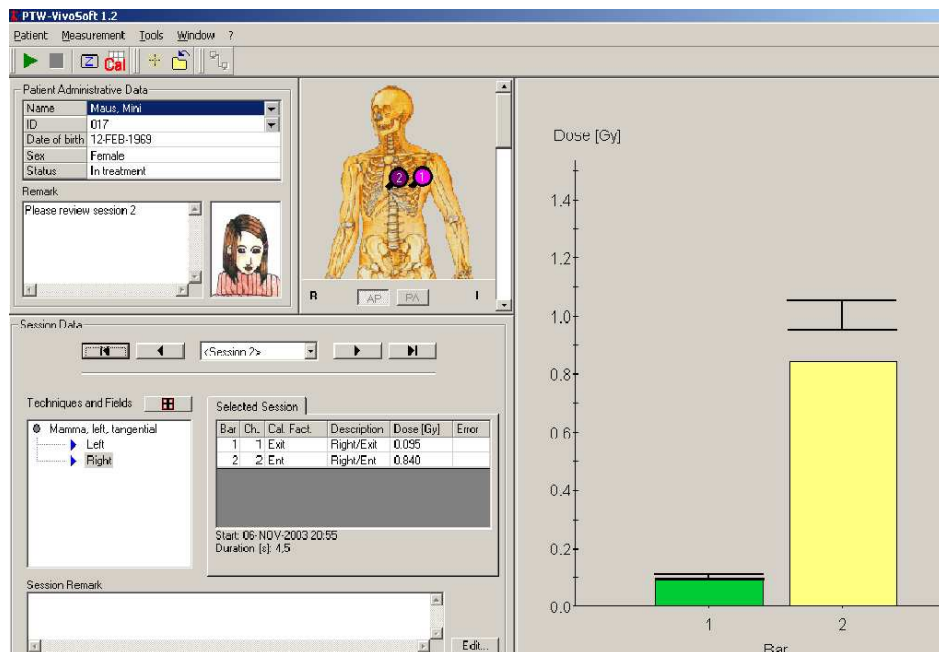 PTW-VivoSoft 1.2
Patient Measurement Tools Window ?
Z Cal
Patient Administrative Data
Name Maus, Mini
ID 017
Date of birth 12-FEB-1969
Sex Female
Status In treatment
Remark
Please review session 2
2 1
R AP PA
Session Data
<Session 2>
Techniques and Fields
Mamma, left, tangential
Left
Right
Selected Session
Bar Ch. Cal. Fact. Description Dose [Gy] Error
1 1 Exit Right/Exit 0.095
2 2 Ent Right/Ent 0.840
Start: 06-NOV-2003 20:55
Duration [s]: 4,5
Session Remark
Edit...
Dose [Gy]
1.4
1.2
1.0
0.8
0.6
0.4
0.2
0.0
1 2
Bar